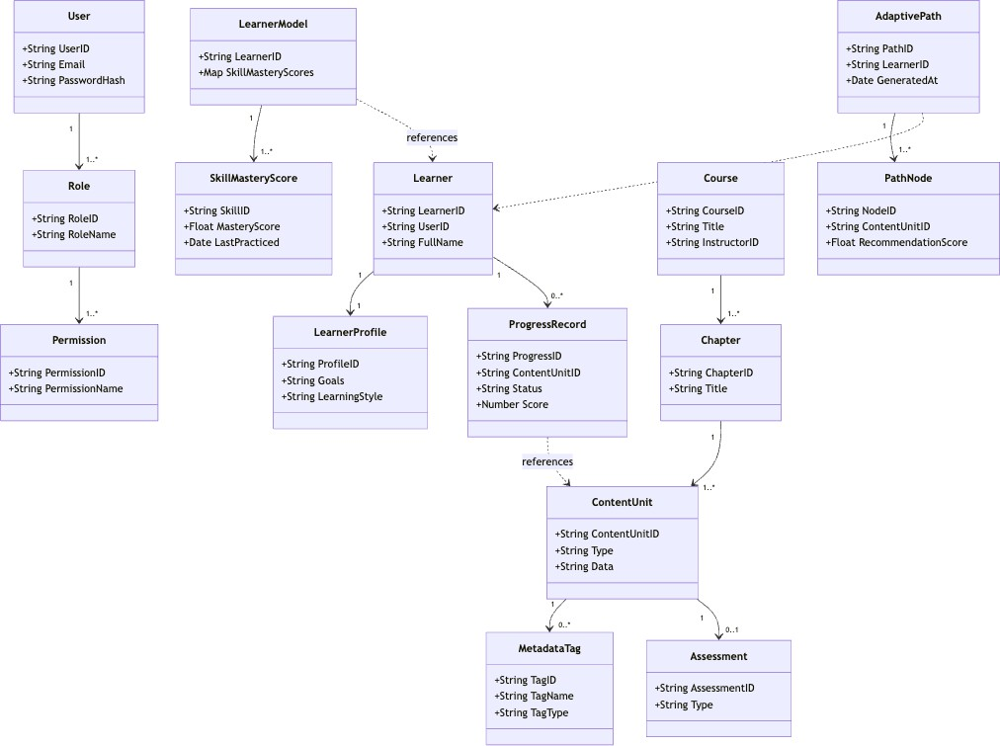 User
+String UserID
+String Email
+String PasswordHash
LearnerModel
+String LearnerID
+Map SkillMasteryScores
AdaptivePath
+String PathID
+String LearnerID
+Date GeneratedAt
1
1..*
1
1..*
references
1
1..*
Role
+String RoleID
+String RoleName
SkillMasteryScore
+String SkillID
+Float MasteryScore
+Date LastPracticed
Learner
+String LearnerID
+String UserID
+String FullName
Course
+String CourseID
+String Title
+String InstructorID
PathNode
+String NodeID
+String ContentUnitID
+Float RecommendationScore
1
1..*
1
1
1
0..*
1
1..*
Permission
+String PermissionID
+String PermissionName
LearnerProfile
+String ProfileID
+String Goals
+String LearningStyle
ProgressRecord
+String ProgressID
+String ContentUnitID
+String Status
+Number Score
Chapter
+String ChapterID
+String Title
references
1
1..*
ContentUnit
+String ContentUnitID
+String Type
+String Data
1
0..*
1
0..1
MetadataTag
+String TagID
+String TagName
+String TagType
Assessment
+String AssessmentID
+String Type